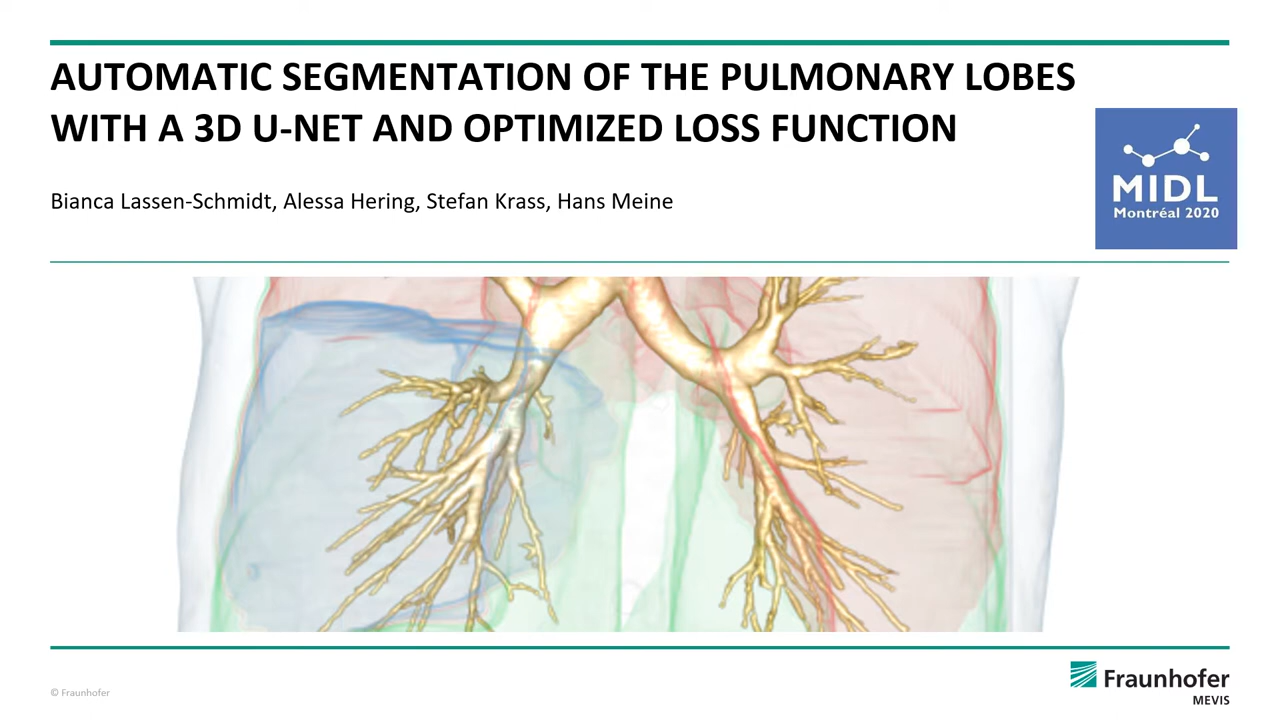 AUTOMATIC SEGMENTATION OF THE PULMONARY LOBES
WITH A 3D U-NET AND OPTIMIZED LOSS FUNCTION
Bianca Lassen-Schmidt, Alessa Hering, Stefan Krass, Hans Meine
MIDL
Montréal 2020
© Fraunhofer
Fraunhofer
MEVIS